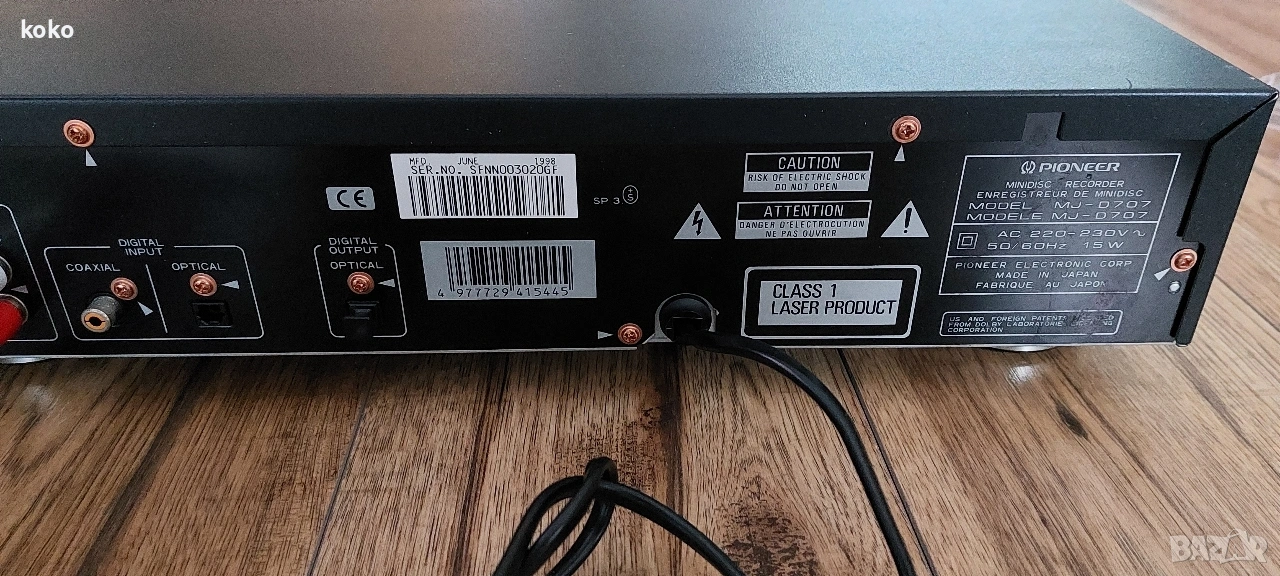 koko
MFD. JUNE 1998
SER.NO. SFNN003020GF
CE
SP 3
CAUTION
RISK OF ELECTRIC SHOCK
DO NOT OPEN
ATTENTION
DANGER D'ELECTROCUTION
NE PAS OUVRIR
PIONEER
MINIDISC RECORDER
ENREGISTREUR DE MINIDISC
MODEL MJ-D707
MODELE MJ-D707
AC 220-230V~
50/60Hz 15W
PIONEER ELECTRONIC CORP
MADE IN JAPAN
FABRIQUE AU JAPON
DIGITAL
INPUT
COAXIAL
OPTICAL
DIGITAL
OUTPUT
OPTICAL
4 977729 415445
CLASS 1
LASER PRODUCT
US AND FOREIGN PATENTS
FROM DOLBY LABORATORIES
CORPORATION
BAZAR